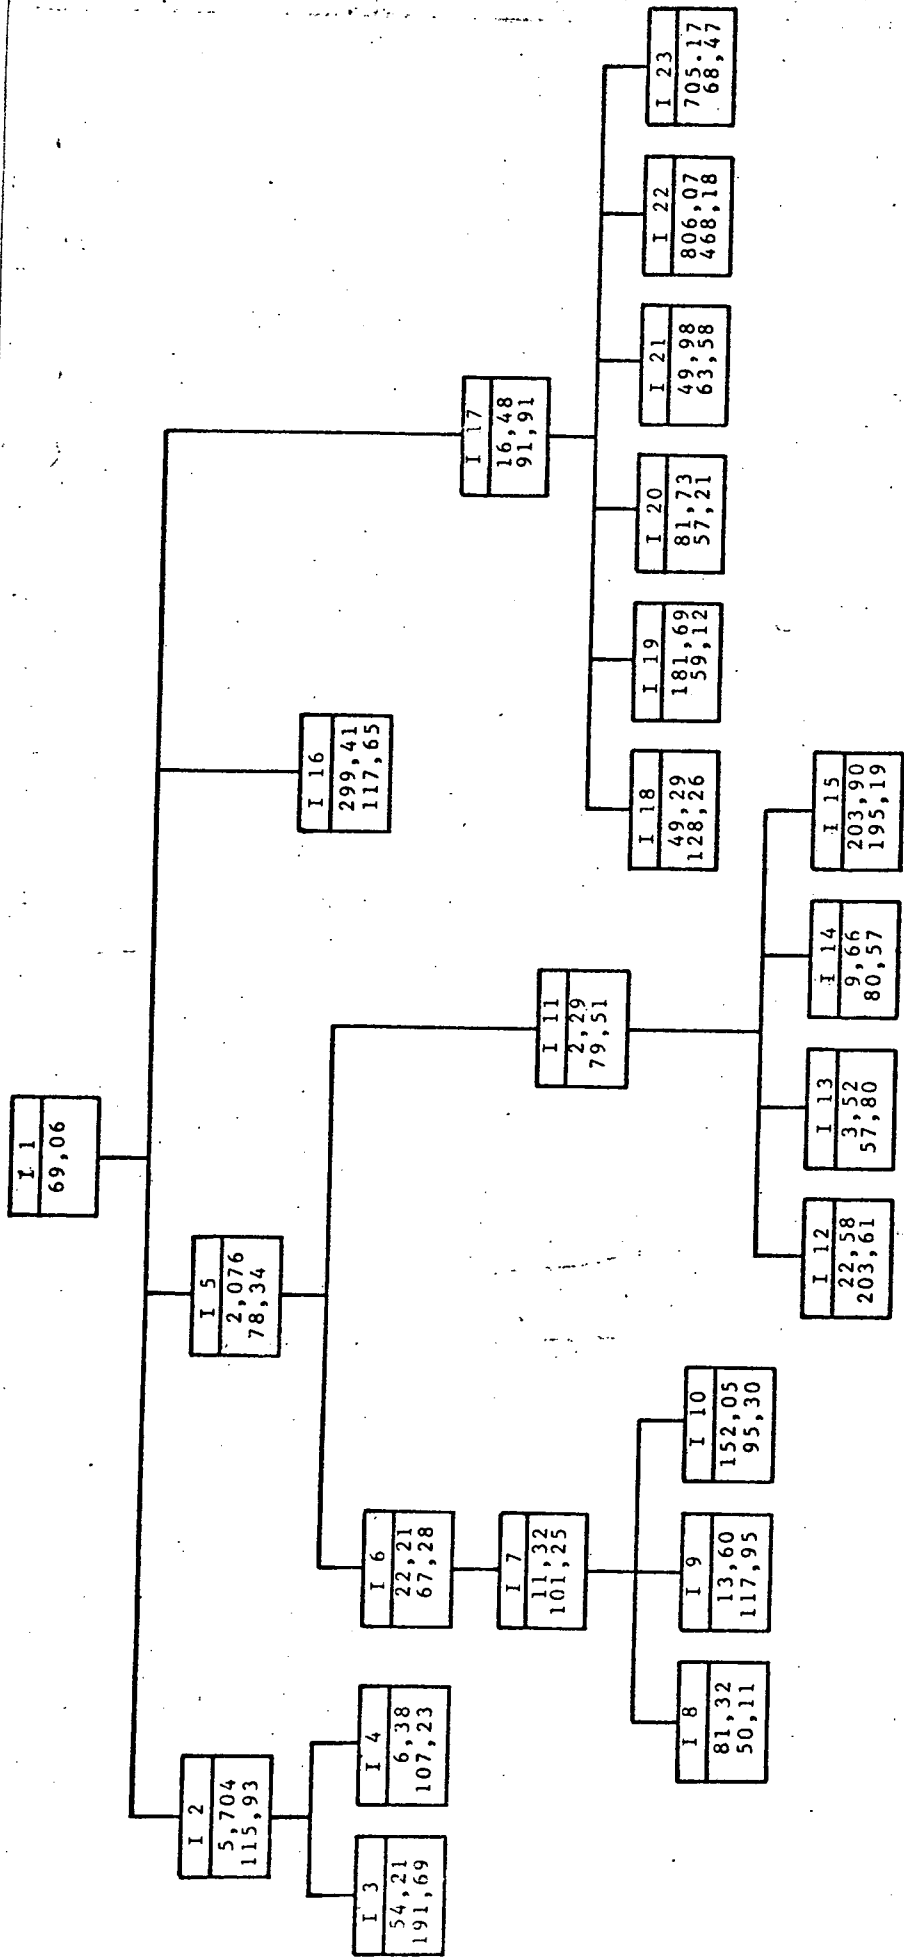 I 1
69,06
I 2
5,704
115,93
I 3
54,21
191,69
I 4
6,38
107,23
I 5
2,076
78,34
I 6
22,21
67,28
I 7
11,32
101,25
I 8
81,32
50,11
I 9
13,60
117,95
I 10
152,05
95,30
I 11
2,29
79,51
I 12
22,58
203,61
I 13
3,52
57,80
I 14
9,66
80,57
I 15
203,90
195,19
I 16
299,41
117,65
I 17
16,48
91,91
I 18
49,29
128,26
I 19
181,69
59,12
I 20
81,73
57,21
I 21
49,98
63,58
I 22
806,07
468,18
I 23
705.17
68,47